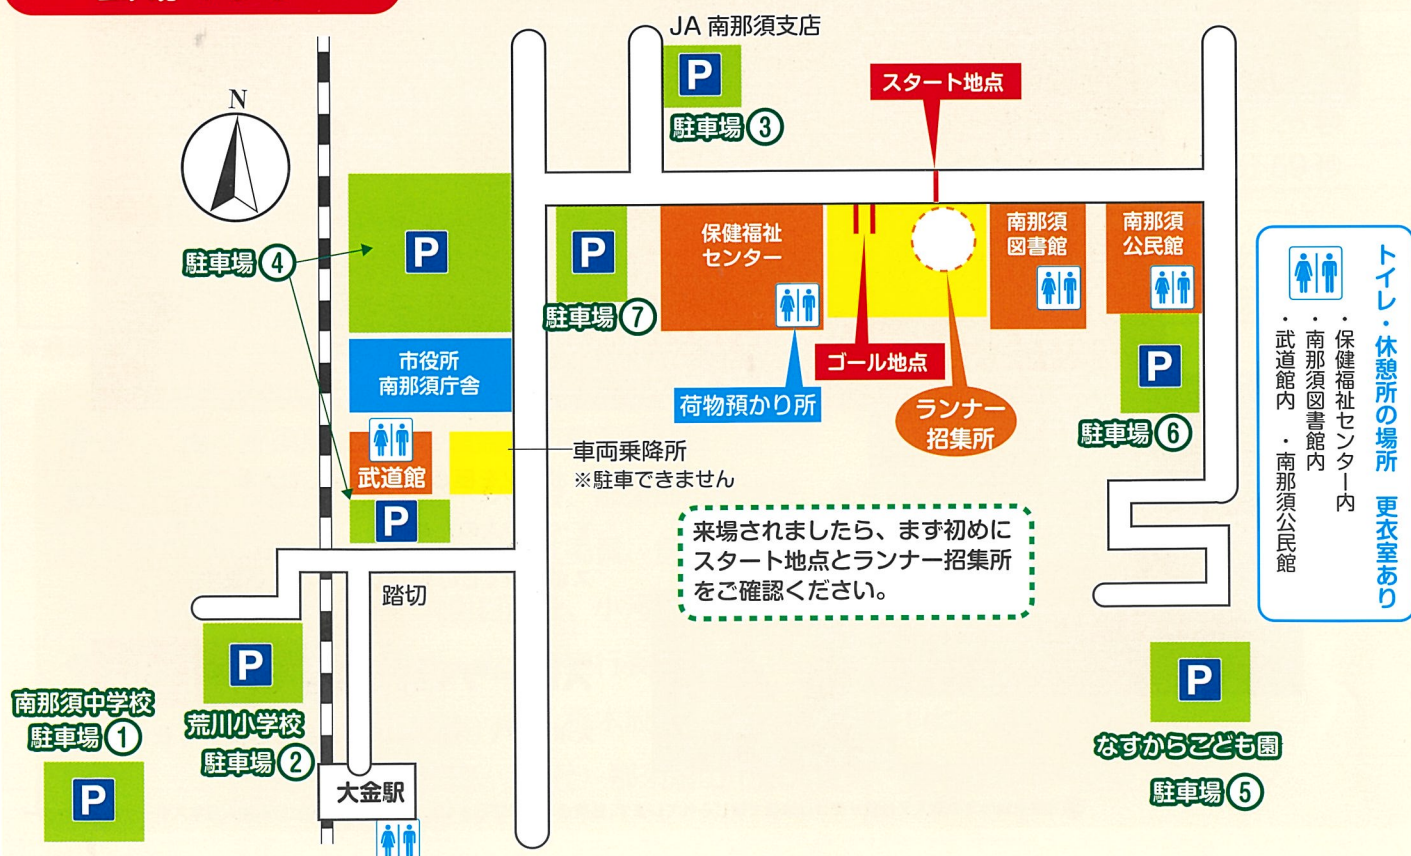 JA 南那須支店
P
駐車場③
スタート地点
N
駐車場④
P
P
駐車場⑦
保健福祉
センター
南那須
図書館
南那須
公民館
市役所
南那須庁舎
荷物預かり所
ゴール地点
ランナー
招集所
P
駐車場⑥
武道館
車両乗降所
※駐車できません
P
踏切
来場されましたら、まず初めに
スタート地点とランナー招集所
をご確認ください。
トイレ・休憩所の場所 更衣室あり
・保健福祉センター内
・南那須図書館内
・武道館内 ・南那須公民館
南那須中学校
駐車場①
P
P
荒川小学校
駐車場②
大金駅
P
なすからこども園
駐車場⑤